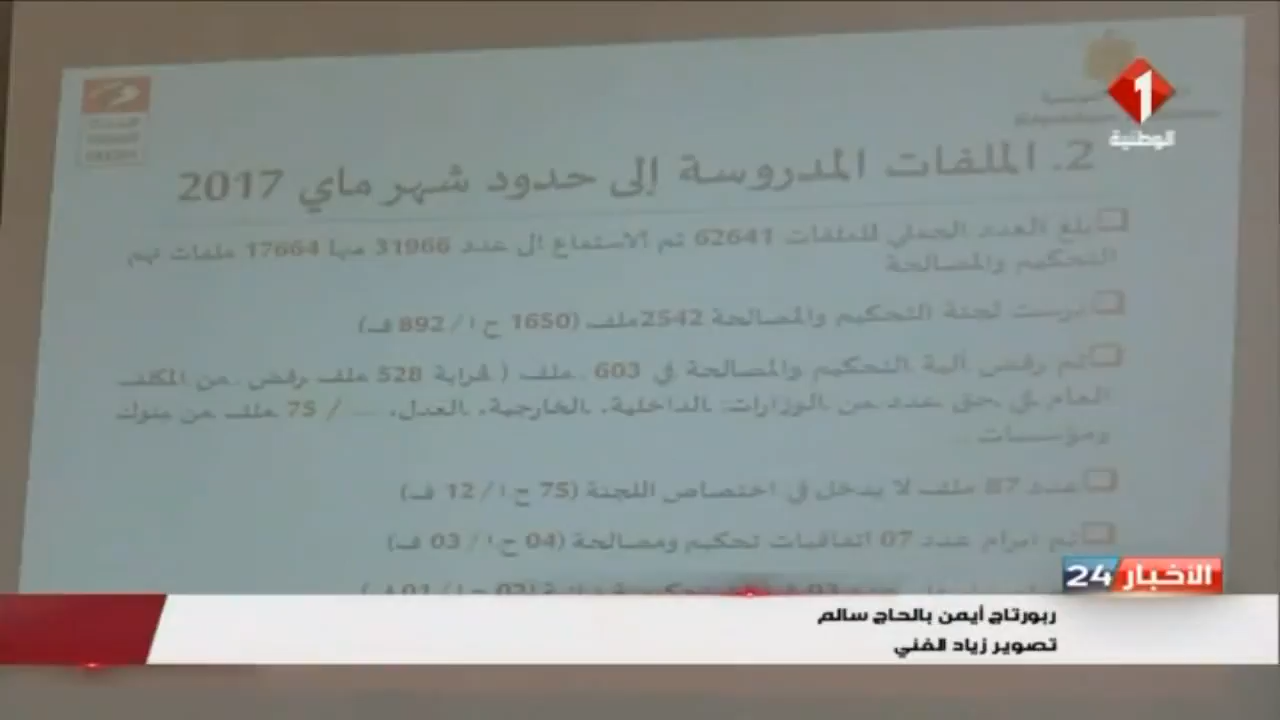 الوطنية
2. الملفات المدروسة إلى حدود شهر ماي 2017
بلغ العدد الجملي للملفات 62641 تم الاستماع الى عدد 31966 منها 17664 ملفات تهم
التحكيم والمصالحة
درست لجنة التحكيم والمصالحة 2542 ملف (1650 ح ا / 892 ف)
تم رفض آلية التحكيم والمصالحة في 603 ملف ( قرابة 528 ملف رفض من المكلف
العام في حق عدد من الوزارات الداخلية، الخارجية، العدل، ... / 75 ملف من بنوك
ومؤسسات
عدد 87 ملف لا يدخل في اختصاص اللجنة (75 ح ا / 12 ف)
تم ابرام عدد 07 اتفاقيات تحكيم ومصالحة (04 ح ا / 03 ف)
الأخبار 24
ربورتاج أيمن بالحاج سالم
تصوير زياد الفني